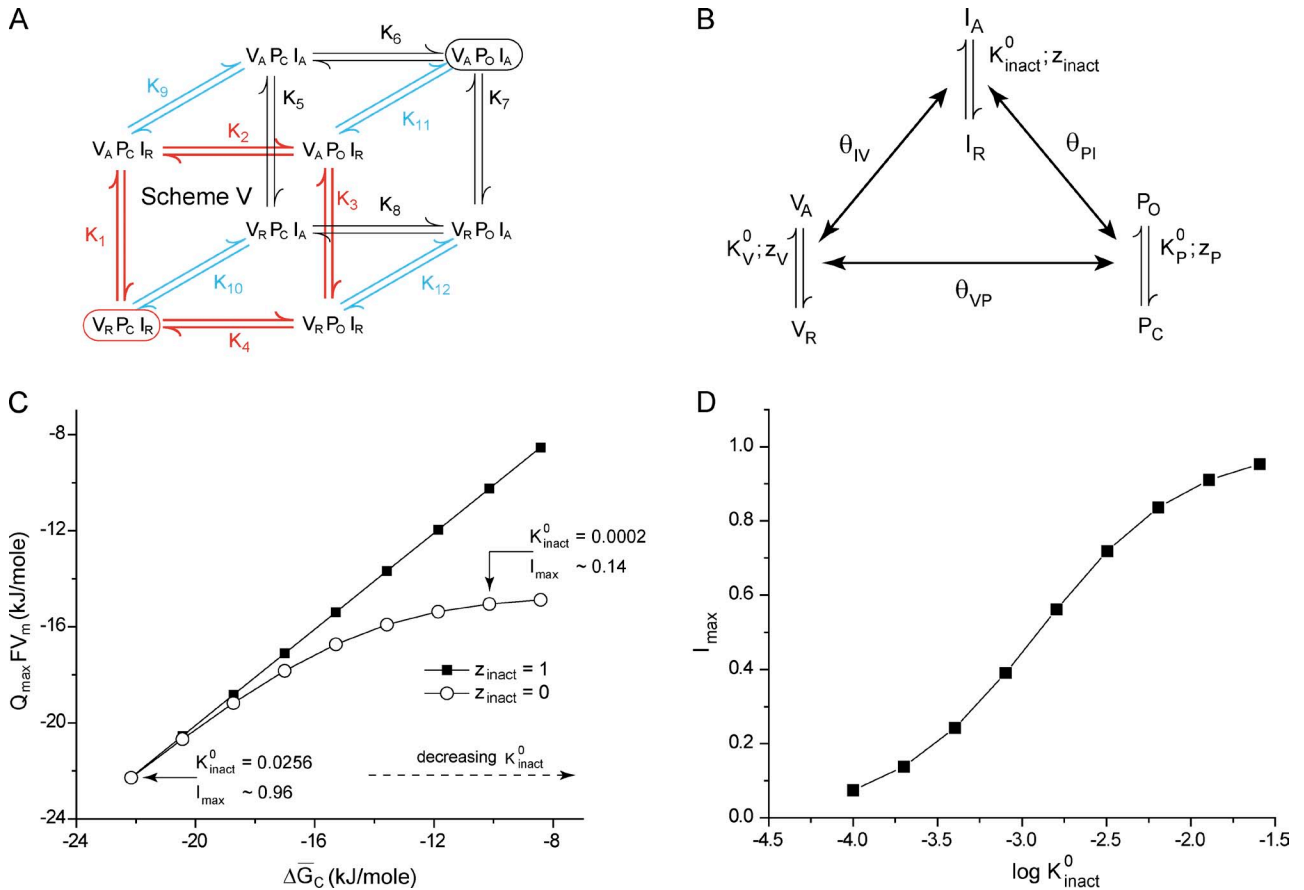 A
V_A P_C I_A
K_6
V_A P_O I_A
K_9
K_5
K_11
K_7
V_A P_C I_R
K_2
V_A P_O I_R
Scheme V
K_3
K_1
V_R P_C I_A
K_8
V_R P_O I_A
K_10
K_12
V_R P_C I_R
K_4
V_R P_O I_R
B
I_A
K^0_inact; z_inact
I_R
θ_IV
θ_PI
V_A
K^0_V; z_V
V_R
θ_VP
P_O
K^0_P; z_P
P_C
C
-8
-12
-16
-20
-24
Q_max FV_m (kJ/mole)
K^0_inact = 0.0002
I_max ~ 0.14
z_inact = 1
z_inact = 0
K^0_inact = 0.0256
I_max ~ 0.96
decreasing K^0_inact
-24 -20 -16 -12 -8
ΔG̅_C (kJ/mole)
D
1.0
0.8
0.6
0.4
0.2
0.0
I_max
-4.5 -4.0 -3.5 -3.0 -2.5 -2.0 -1.5
log K^0_inact